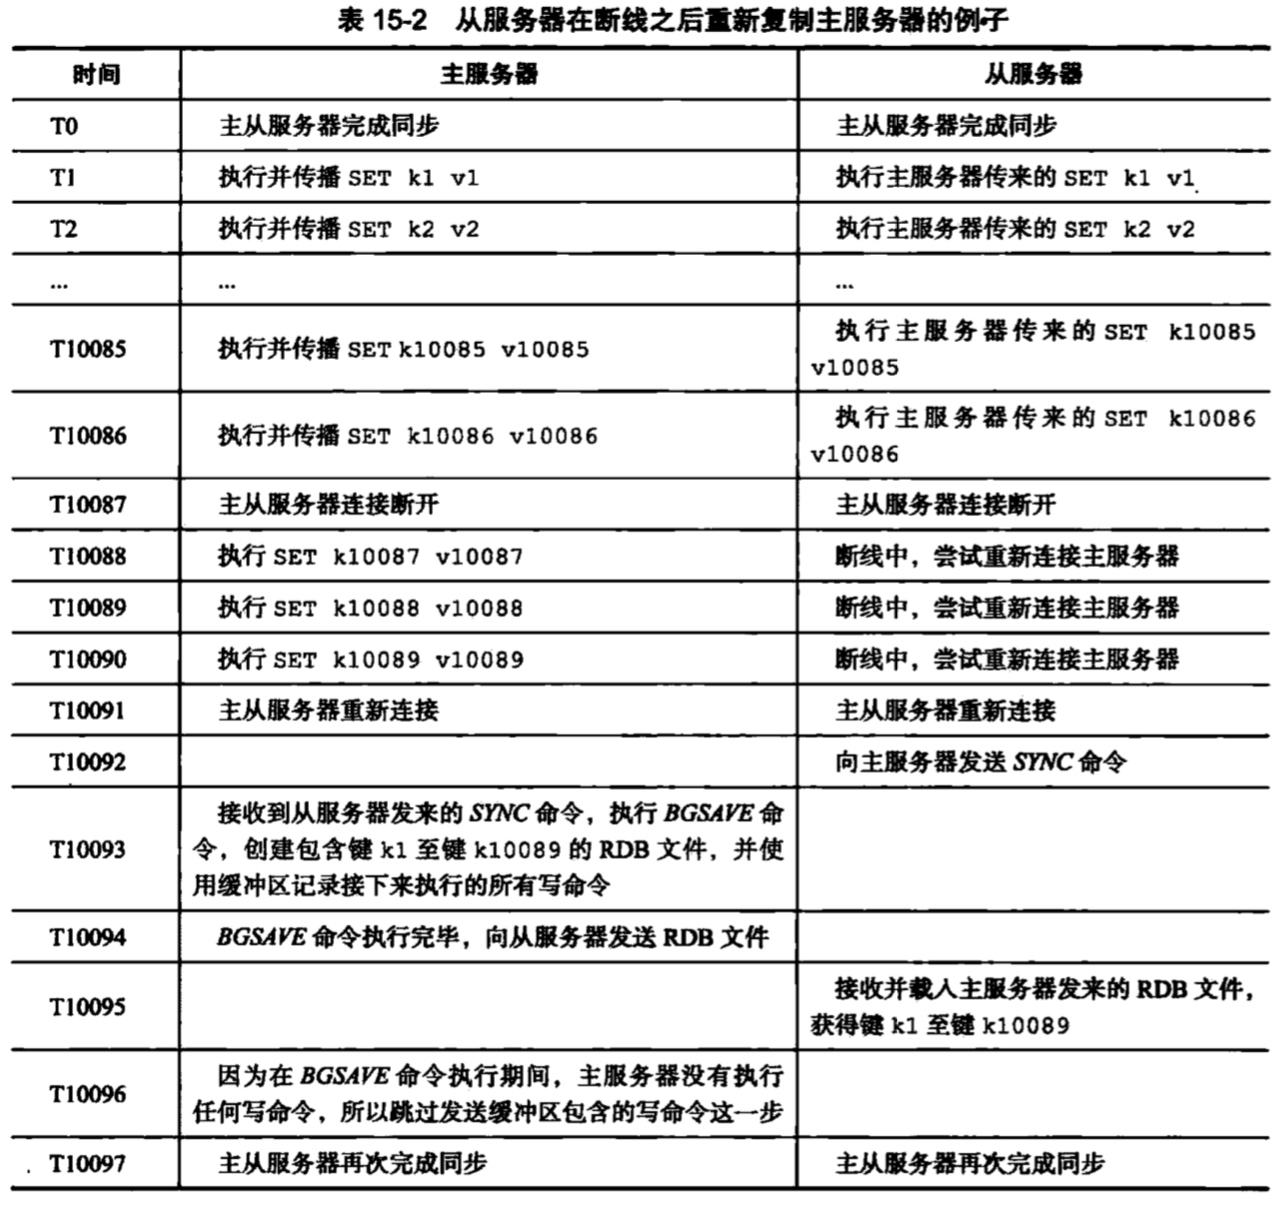 表 15-2 从服务器在断线之后重新复制主服务器的例子
时间 主服务器 从服务器
T0 主从服务器完成同步 主从服务器完成同步
T1 执行并传播 SET k1 v1 执行主服务器传来的 SET k1 v1
T2 执行并传播 SET k2 v2 执行主服务器传来的 SET k2 v2
... ... ...
T10085 执行并传播 SET k10085 v10085 执行主服务器传来的 SET k10085
v10085
T10086 执行并传播 SET k10086 v10086 执行主服务器传来的 SET k10086
v10086
T10087 主从服务器连接断开 主从服务器连接断开
T10088 执行 SET k10087 v10087 断线中，尝试重新连接主服务器
T10089 执行 SET k10088 v10088 断线中，尝试重新连接主服务器
T10090 执行 SET k10089 v10089 断线中，尝试重新连接主服务器
T10091 主从服务器重新连接 主从服务器重新连接
T10092 向主服务器发送 SYNC 命令
T10093 接收到从服务器发来的 SYNC 命令，执行 BGSAVE 命
令，创建包含键 k1 至键 k10089 的 RDB 文件，并使
用缓冲区记录接下来执行的所有写命令
T10094 BGSAVE 命令执行完毕，向从服务器发送 RDB 文件
T10095 接收并载入主服务器发来的 RDB 文件，
获得键 k1 至键 k10089
T10096 因为在 BGSAVE 命令执行期间，主服务器没有执行
任何写命令，所以跳过发送缓冲区包含的写命令这一步
T10097 主从服务器再次完成同步 主从服务器再次完成同步